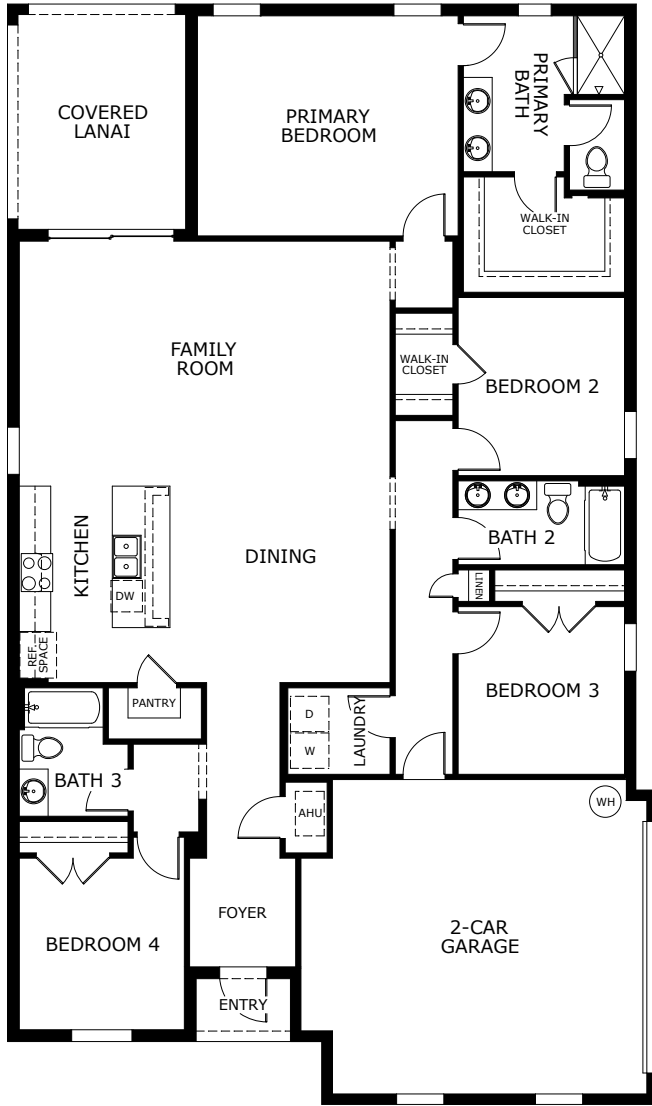 COVERED
LANAI
PRIMARY
BEDROOM
PRIMARY
BATH
WALK-IN
CLOSET
FAMILY
ROOM
WALK-IN
CLOSET
BEDROOM 2
KITCHEN
DINING
BATH 2
DW
LINEN
REF.
SPACE
PANTRY
BEDROOM 3
D
W
LAUNDRY
BATH 3
AHU
WH
FOYER
2-CAR
GARAGE
BEDROOM 4
ENTRY